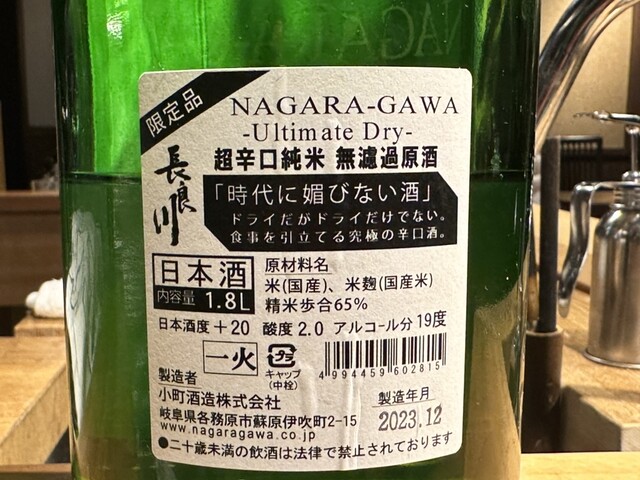 限定品
NAGARA-GAWA
-Ultimate Dry-
超辛口純米 無濾過原酒
長良川
「時代に媚びない酒」
ドライだがドライだけでない。
食事を引立てる究極の辛口酒。
日本酒
内容量 1.8L
原材料名
米(国産)、米麹(国産米)
精米歩合65%
日本酒度 +20 酸度 2.0 アルコール分 19度
一火
キャップ
(中栓)
4994459602815
製造者
小町酒造株式会社
岐阜県各務原市蘇原伊吹町2-15
www.nagaragawa.co.jp
製造年月
2023.12
●二十歳未満の飲酒は法律で禁止されております